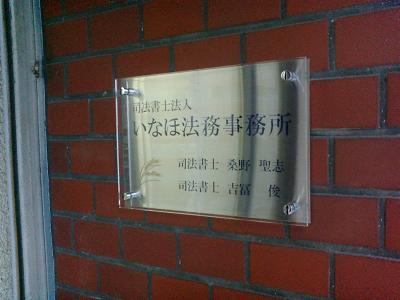 司法書士法人
いなほ法務事務所
司法書士 桑野 聖志
司法書士 吉冨 俊